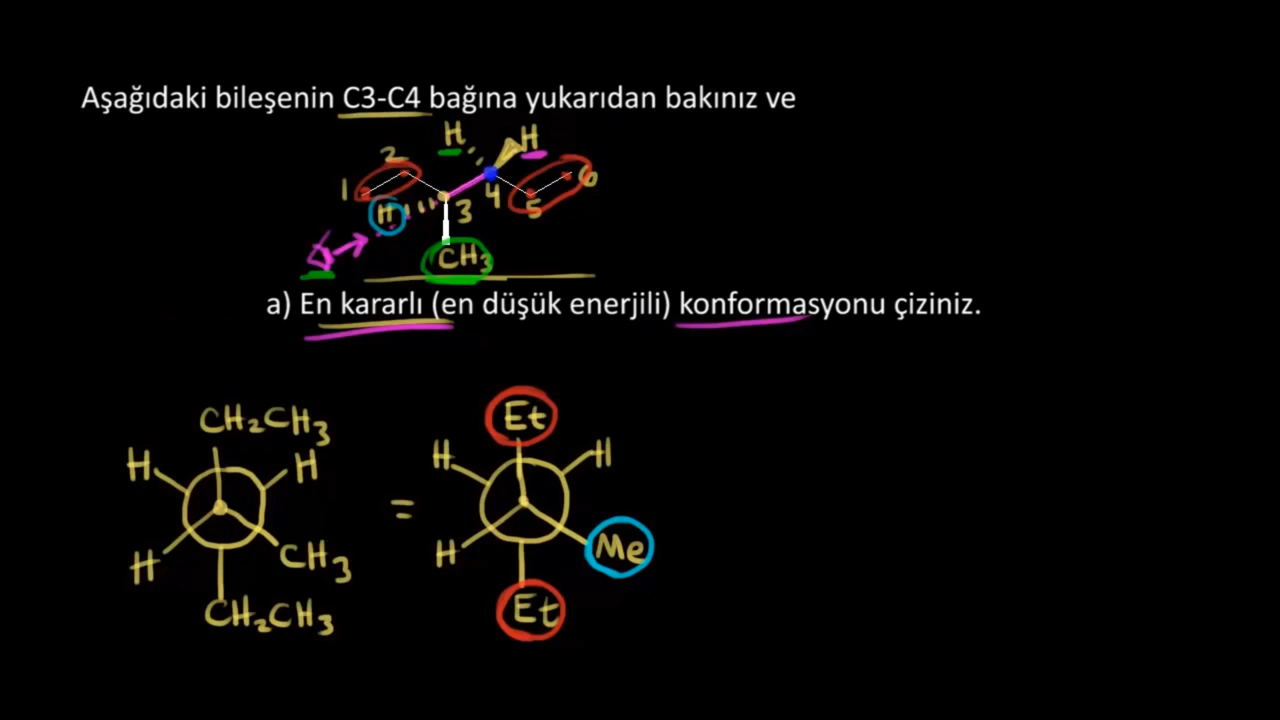 Aşağıdaki bileşenin C3-C4 bağına yukarıdan bakınız ve
H H
2
1 H 3 4 5 6
CH3
a) En kararlı (en düşük enerjili) konformasyonu çiziniz.
CH2CH3 Et
H H H H
=
H CH3 H Me
CH2CH3 Et